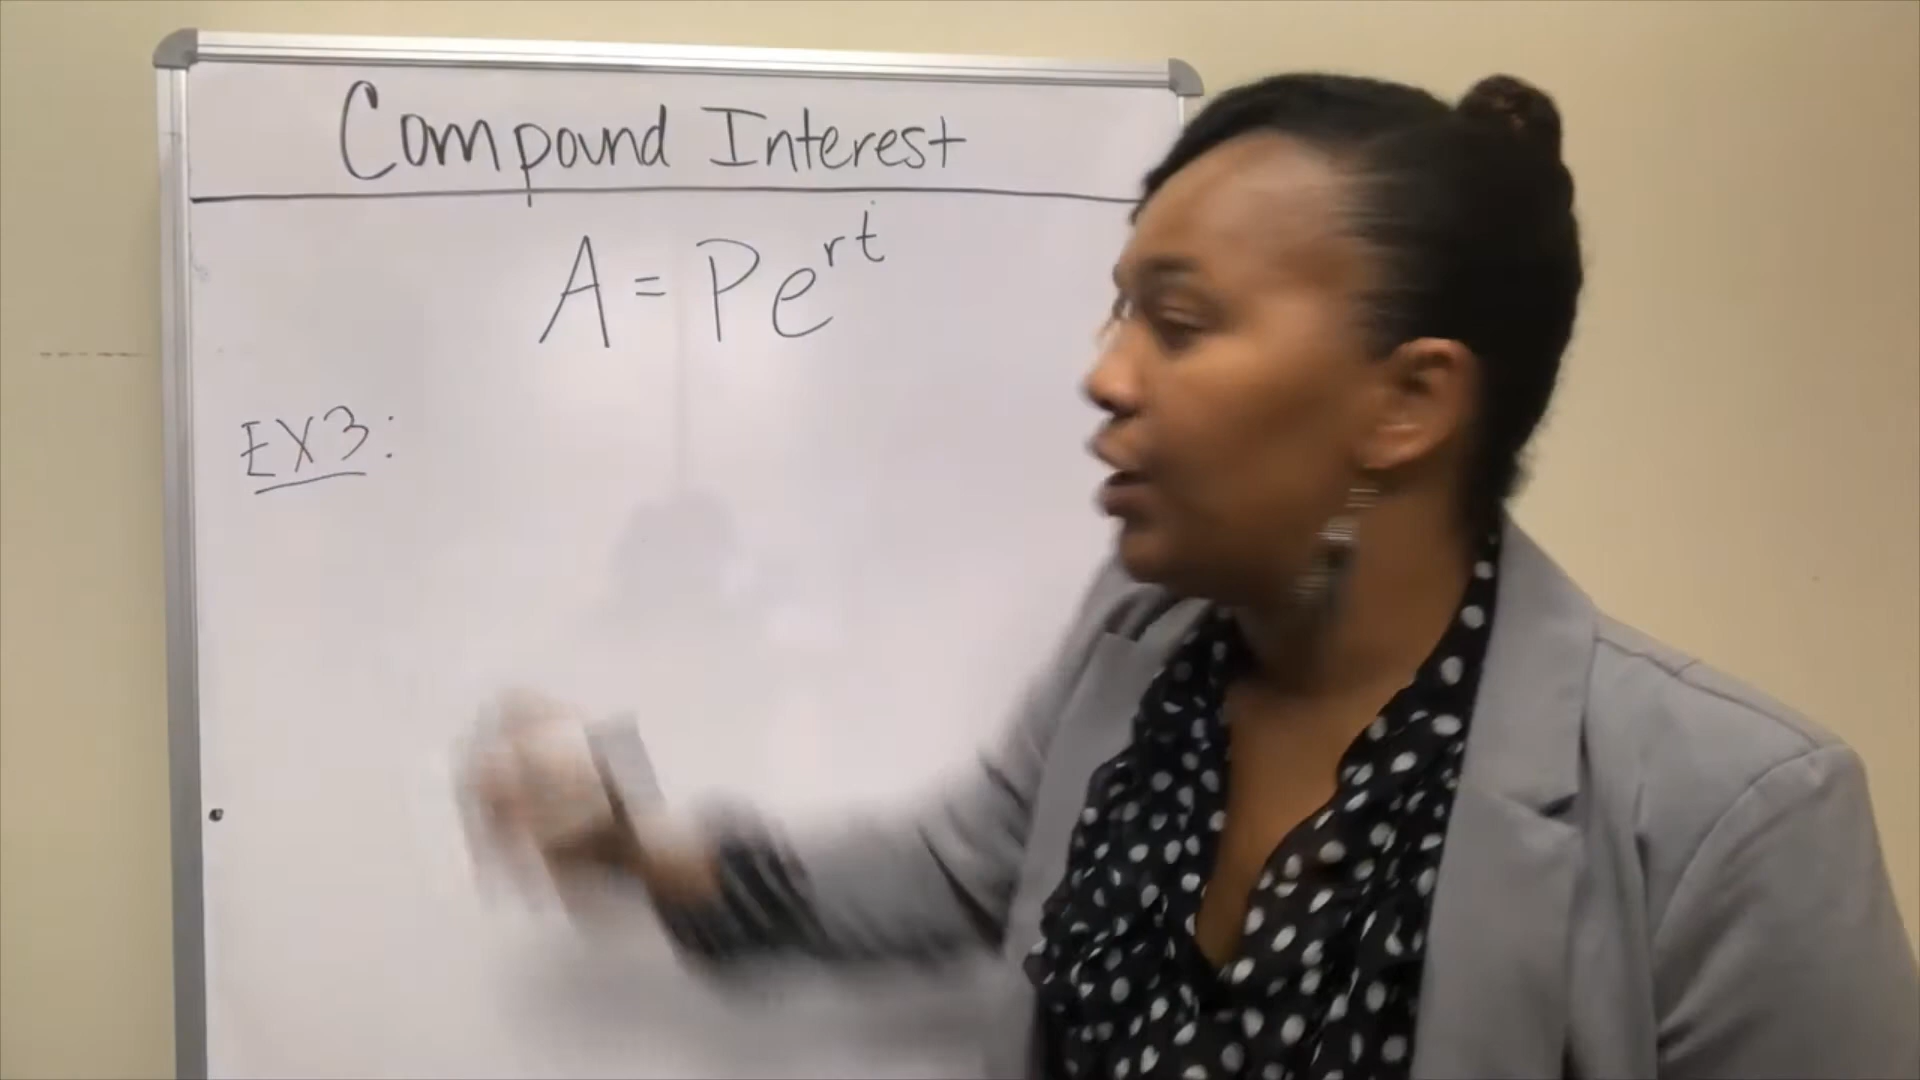 Compound Interest
A = Pe^rt
EX3: